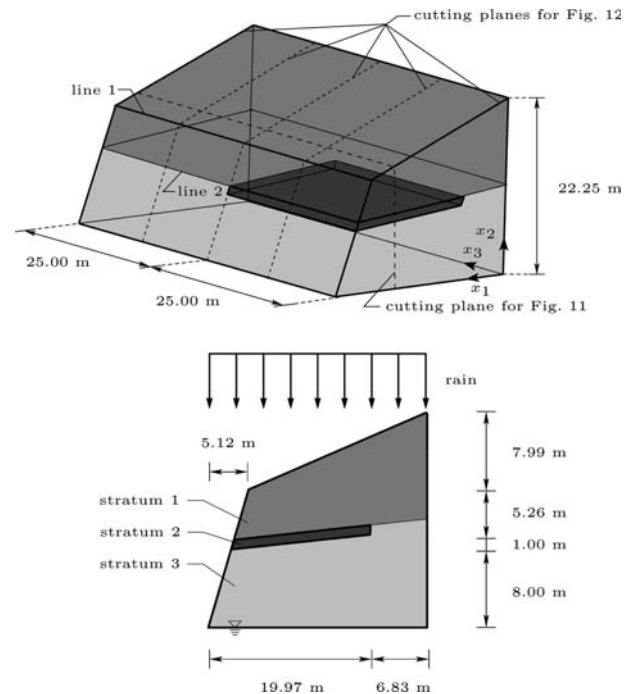 cutting planes for Fig. 12
line 1
line 2
22.25 m
x2
x3
x1
25.00 m
25.00 m
cutting plane for Fig. 11
rain
5.12 m
7.99 m
stratum 1
5.26 m
stratum 2
1.00 m
stratum 3
8.00 m
19.97 m
6.83 m